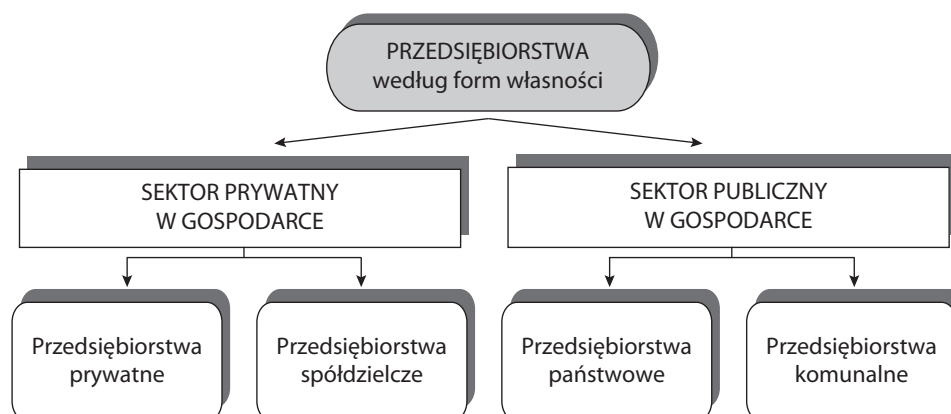 PRZEDSIĘBIORSTWA
według form własności
SEKTOR PRYWATNY
W GOSPODARCE
SEKTOR PUBLICZNY
W GOSPODARCE
Przedsiębiorstwa
prywatne
Przedsiębiorstwa
spółdzielcze
Przedsiębiorstwa
państwowe
Przedsiębiorstwa
komunalne